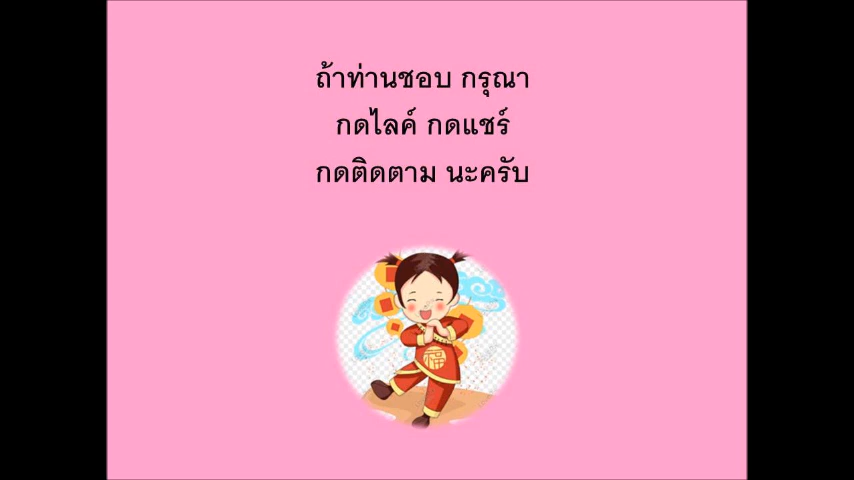 ถ้าท่านชอบ กรุณา
กดไลค์ กดแชร์
กดติดตาม นะครับ
福